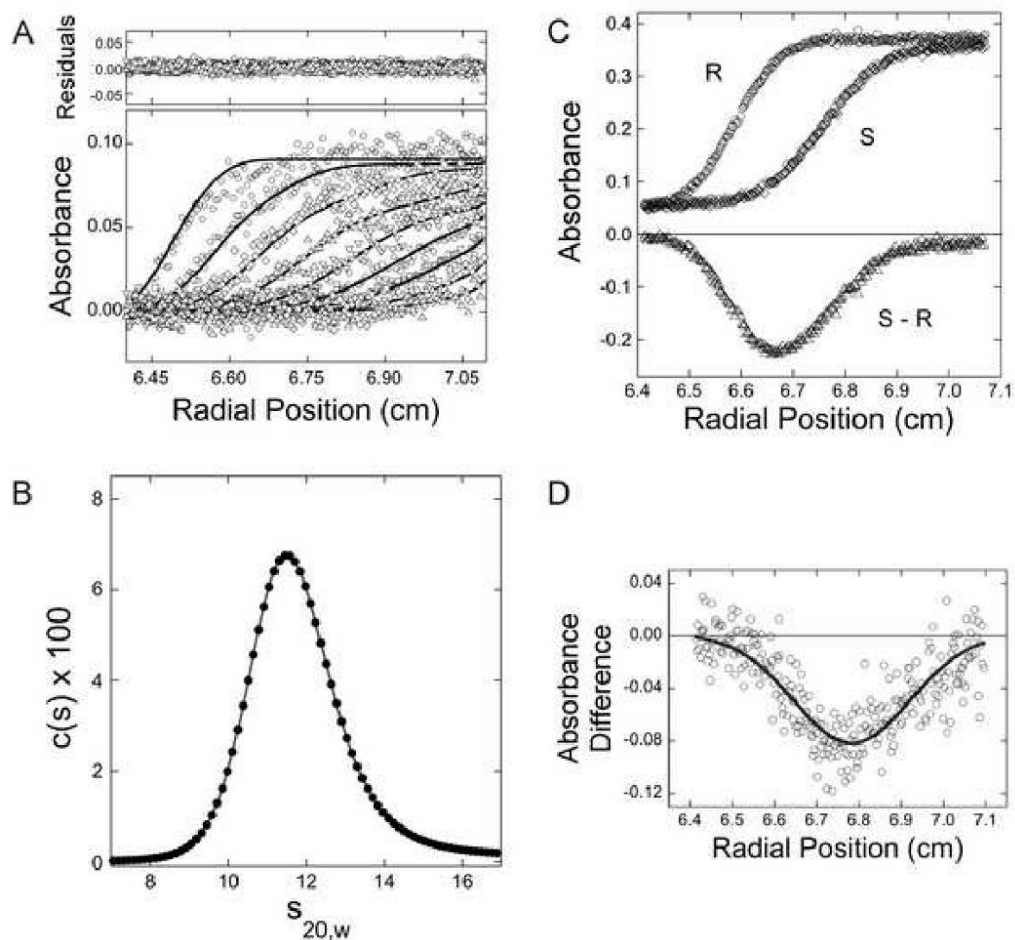 A
Residuals
0.05
0.00
-0.05
Absorbance
0.10
0.05
0.00
6.45 6.60 6.75 6.90 7.05
Radial Position (cm)
B
c(s) x 100
8
6
4
2
0
8 10 12 14 16
s20,w
C
Absorbance
0.4
0.3
0.2
0.1
0.0
-0.1
-0.2
R
S
S - R
6.4 6.5 6.6 6.7 6.8 6.9 7.0 7.1
Radial Position (cm)
D
Absorbance
Difference
0.04
0.00
-0.04
-0.08
-0.12
6.4 6.5 6.6 6.7 6.8 6.9 7.0 7.1
Radial Position (cm)